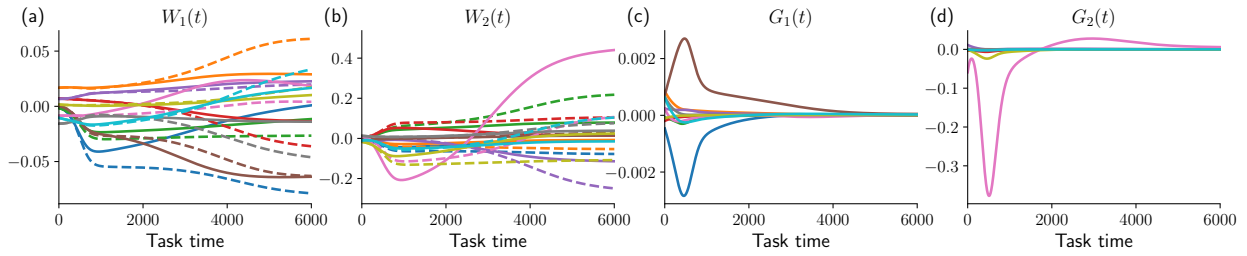 (a) W₁(t)
0.05
0.00
−0.05
0 2000 4000 6000
Task time
(b) W₂(t)
0.4
0.2
0.0
−0.2
0 2000 4000 6000
Task time
(c) G₁(t)
0.002
0.000
−0.002
0 2000 4000 6000
Task time
(d) G₂(t)
0.0
−0.1
−0.2
−0.3
0 2000 4000 6000
Task time